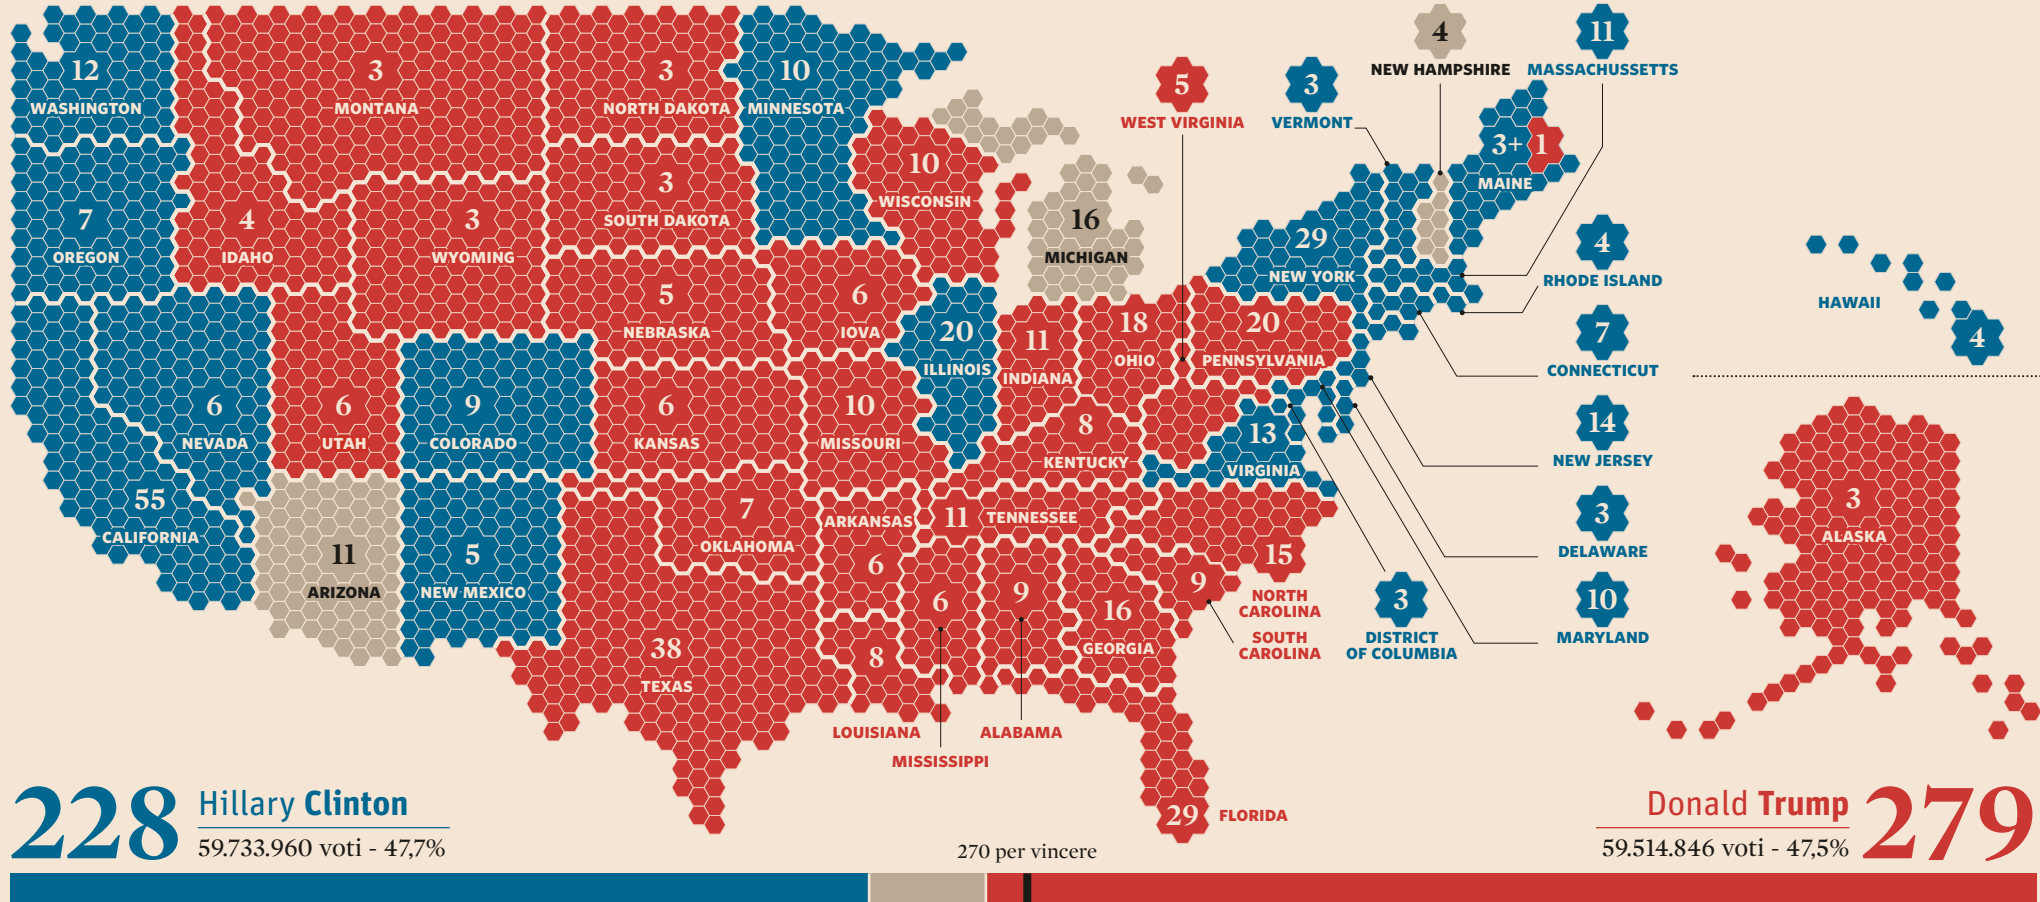 4
NEW HAMPSHIRE
11
MASSACHUSSETTS
12
WASHINGTON
3
MONTANA
3
NORTH DAKOTA
10
MINNESOTA
5
WEST VIRGINIA
3
VERMONT
3+ 1
MAINE
10
WISCONSIN
3
SOUTH DAKOTA
7
OREGON
4
IDAHO
3
WYOMING
16
MICHIGAN
29
NEW YORK
4
RHODE ISLAND
HAWAII
4
5
NEBRASKA
6
IOVA
20
ILLINOIS
11
INDIANA
18
OHIO
20
PENNSYLVANIA
7
CONNECTICUT
6
NEVADA
6
UTAH
9
COLORADO
6
KANSAS
10
MISSOURI
8
KENTUCKY
13
VIRGINIA
14
NEW JERSEY
55
CALIFORNIA
11
ARIZONA
5
NEW MEXICO
7
OKLAHOMA
ARKANSAS
6
11 TENNESSEE
15
NORTH
CAROLINA
9
SOUTH
CAROLINA
3
DELAWARE
3
ALASKA
3
DISTRICT
OF COLUMBIA
10
MARYLAND
38
TEXAS
8
LOUISIANA
6
MISSISSIPPI
9
ALABAMA
16
GEORGIA
29 FLORIDA
228
Hillary Clinton
59.733.960 voti - 47,7%
270 per vincere
Donald Trump
59.514.846 voti - 47,5%
279